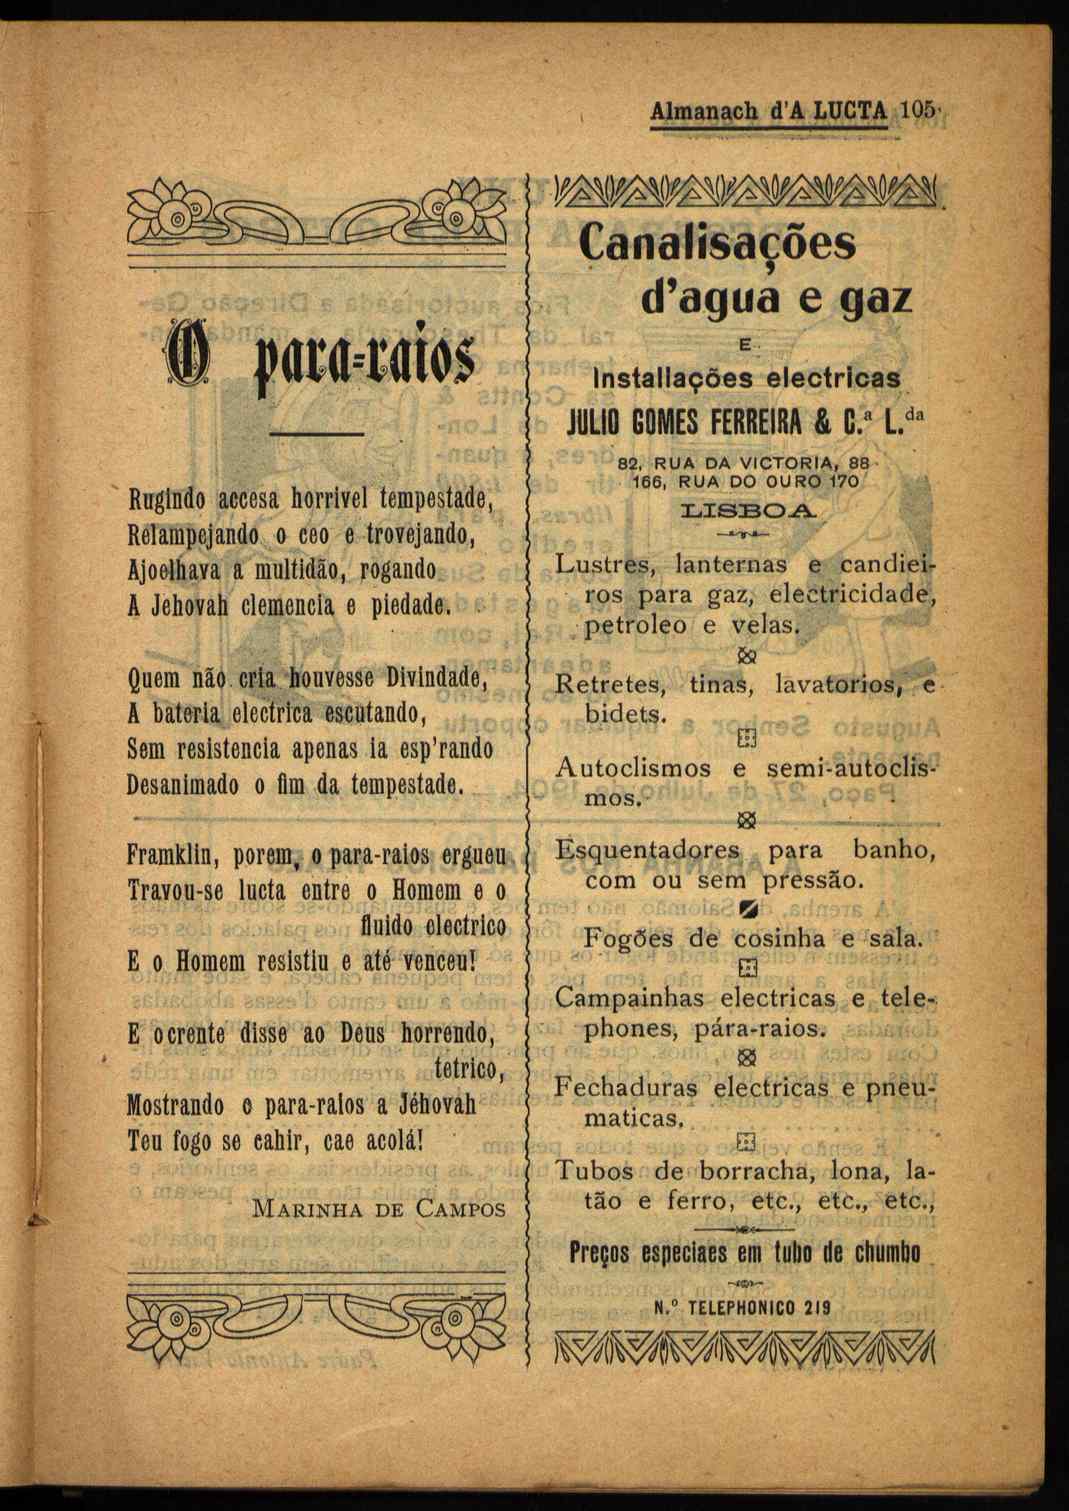 Almanach d'A LUCTA 105
O para-raios
Rugindo accesa horrivel tempestade,
Relampejando o ceo e trovejando,
Ajoelhava a multidão, rogando
A Jehovah clemencia e piedade.
Quem não cria houvesse Divindade,
A bateria electrica escutando,
Sem resistencia apenas ia esp'rando
Desanimado o fim da tempestade.
Framklin, porem, o para-raios ergueu
Travou-se lucta entre o Homem e o
fluido electrico
E o Homem resistiu e até venceu!
E o crente disse ao Deus horrendo,
tetrico,
Mostrando o para-raios a Jéhovah
Teu fogo se cahir, cae acolá!
MARINHA DE CAMPOS
Canalisações
d'agua e gaz
E
Installações electricas
JULIO GOMES FERREIRA & C.ª L.da
82, RUA DA VICTORIA, 88
166, RUA DO OURO 170
LISBOA
Lustres, lanternas e candiei-
ros para gaz, electricidade,
petroleo e velas.
Retretes, tinas, lavatorios, e
bidets.
Autoclismos e semi-autoclis-
mos.
Esquentadores para banho,
com ou sem pressão.
Fogões de cosinha e sala.
Campainhas electricas e tele-
phones, pára-raios.
Fechaduras electricas e pneu-
maticas.
Tubos de borracha, lona, la-
tão e ferro, etc., etc., etc.,
Preços especiaes em tubo de chumbo
N.º TELEPHONICO 219